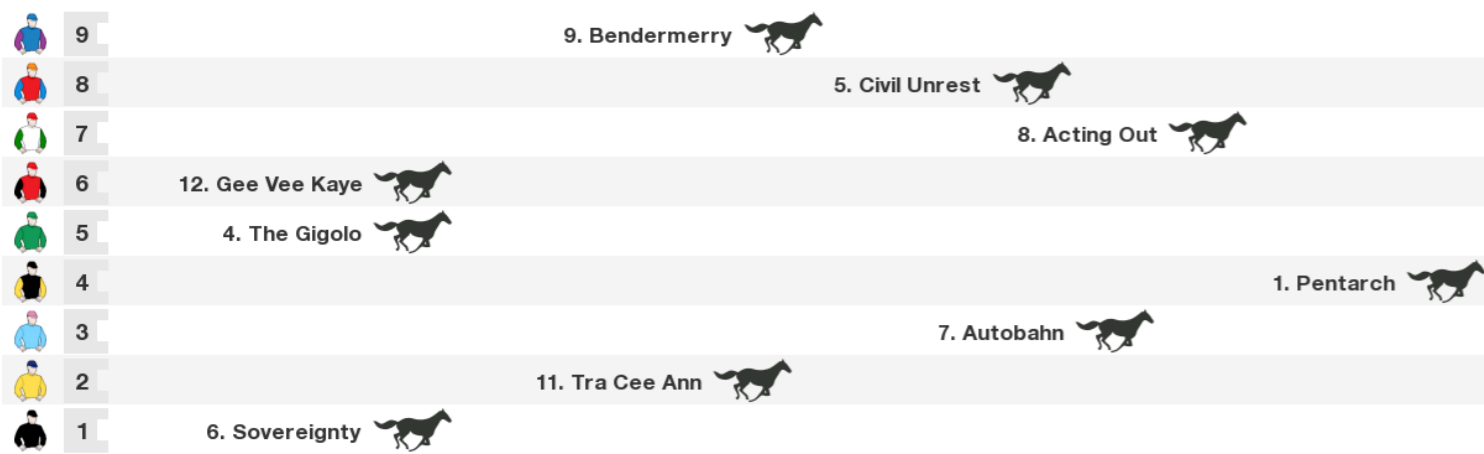 9 9. Bendermerry
8 5. Civil Unrest
7 8. Acting Out
6 12. Gee Vee Kaye
5 4. The Gigolo
4 1. Pentarch
3 7. Autobahn
2 11. Tra Cee Ann
1 6. Sovereignty